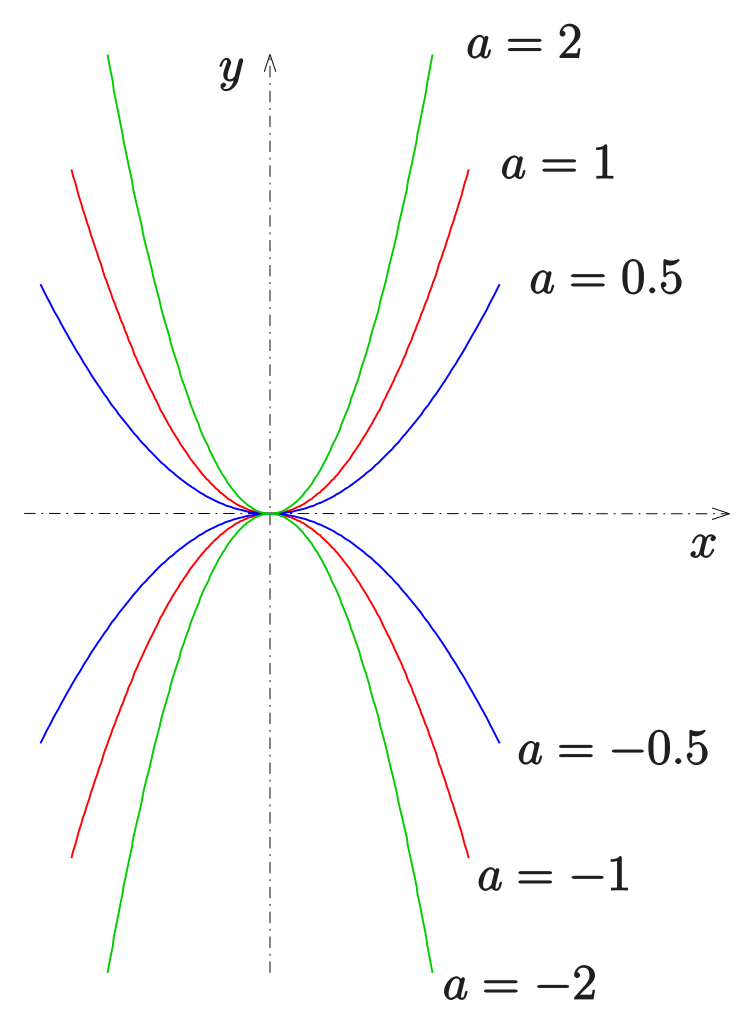 a = 2
y
a = 1
a = 0.5
x
a = −0.5
a = −1
a = −2